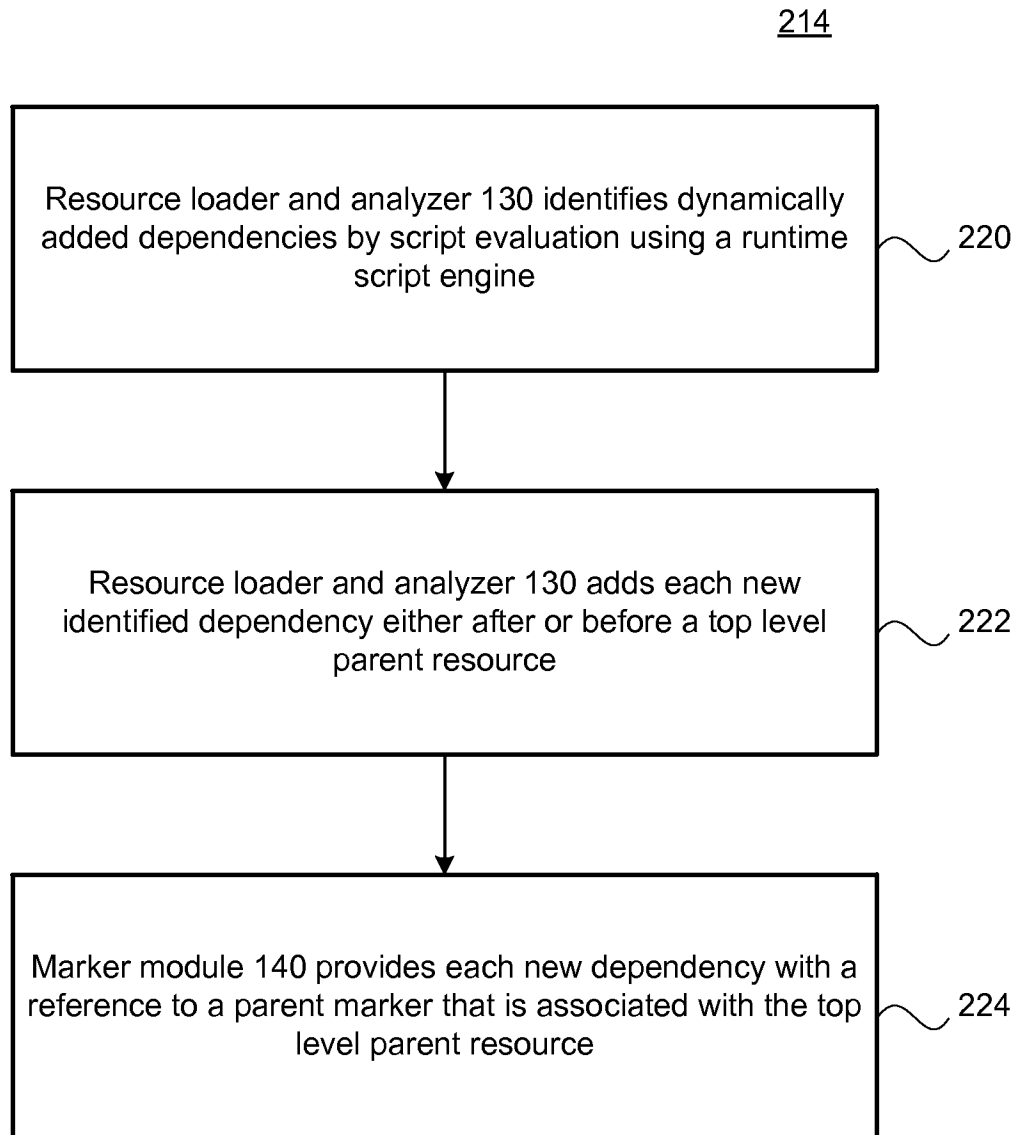 214
Resource loader and analyzer 130 identifies dynamically
added dependencies by script evaluation using a runtime
script engine
220
Resource loader and analyzer 130 adds each new
identified dependency either after or before a top level
parent resource
222
Marker module 140 provides each new dependency with a
reference to a parent marker that is associated with the top
level parent resource
224